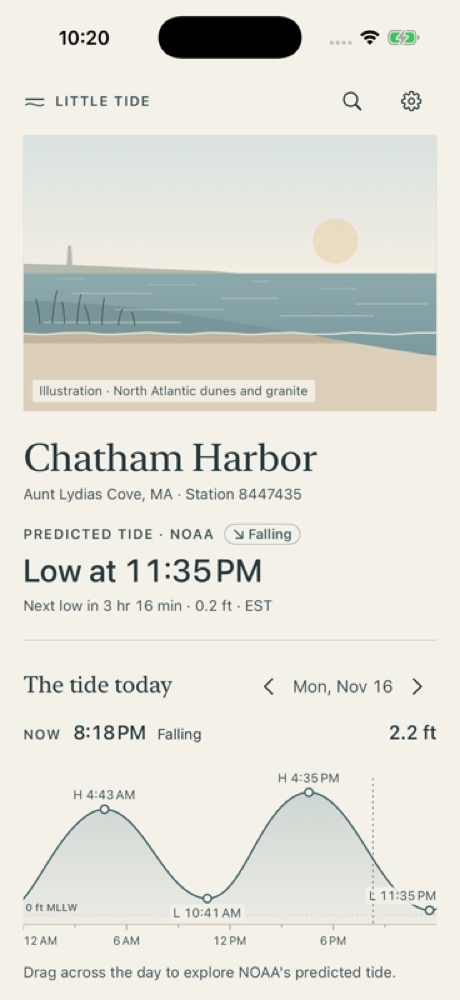 10:20
LITTLE TIDE
Illustration · North Atlantic dunes and granite
Chatham Harbor
Aunt Lydias Cove, MA · Station 8447435
PREDICTED TIDE · NOAA
Falling
Low at 11:35 PM
Next low in 3 hr 16 min · 0.2 ft · EST
The tide today
Mon, Nov 16
NOW 8:18 PM Falling 2.2 ft
H 4:35 PM
H 4:43 AM
L 11:35 PM
0 ft MLLW
L 10:41 AM
12 AM 6 AM 12 PM 6 PM
Drag across the day to explore NOAA's predicted tide.